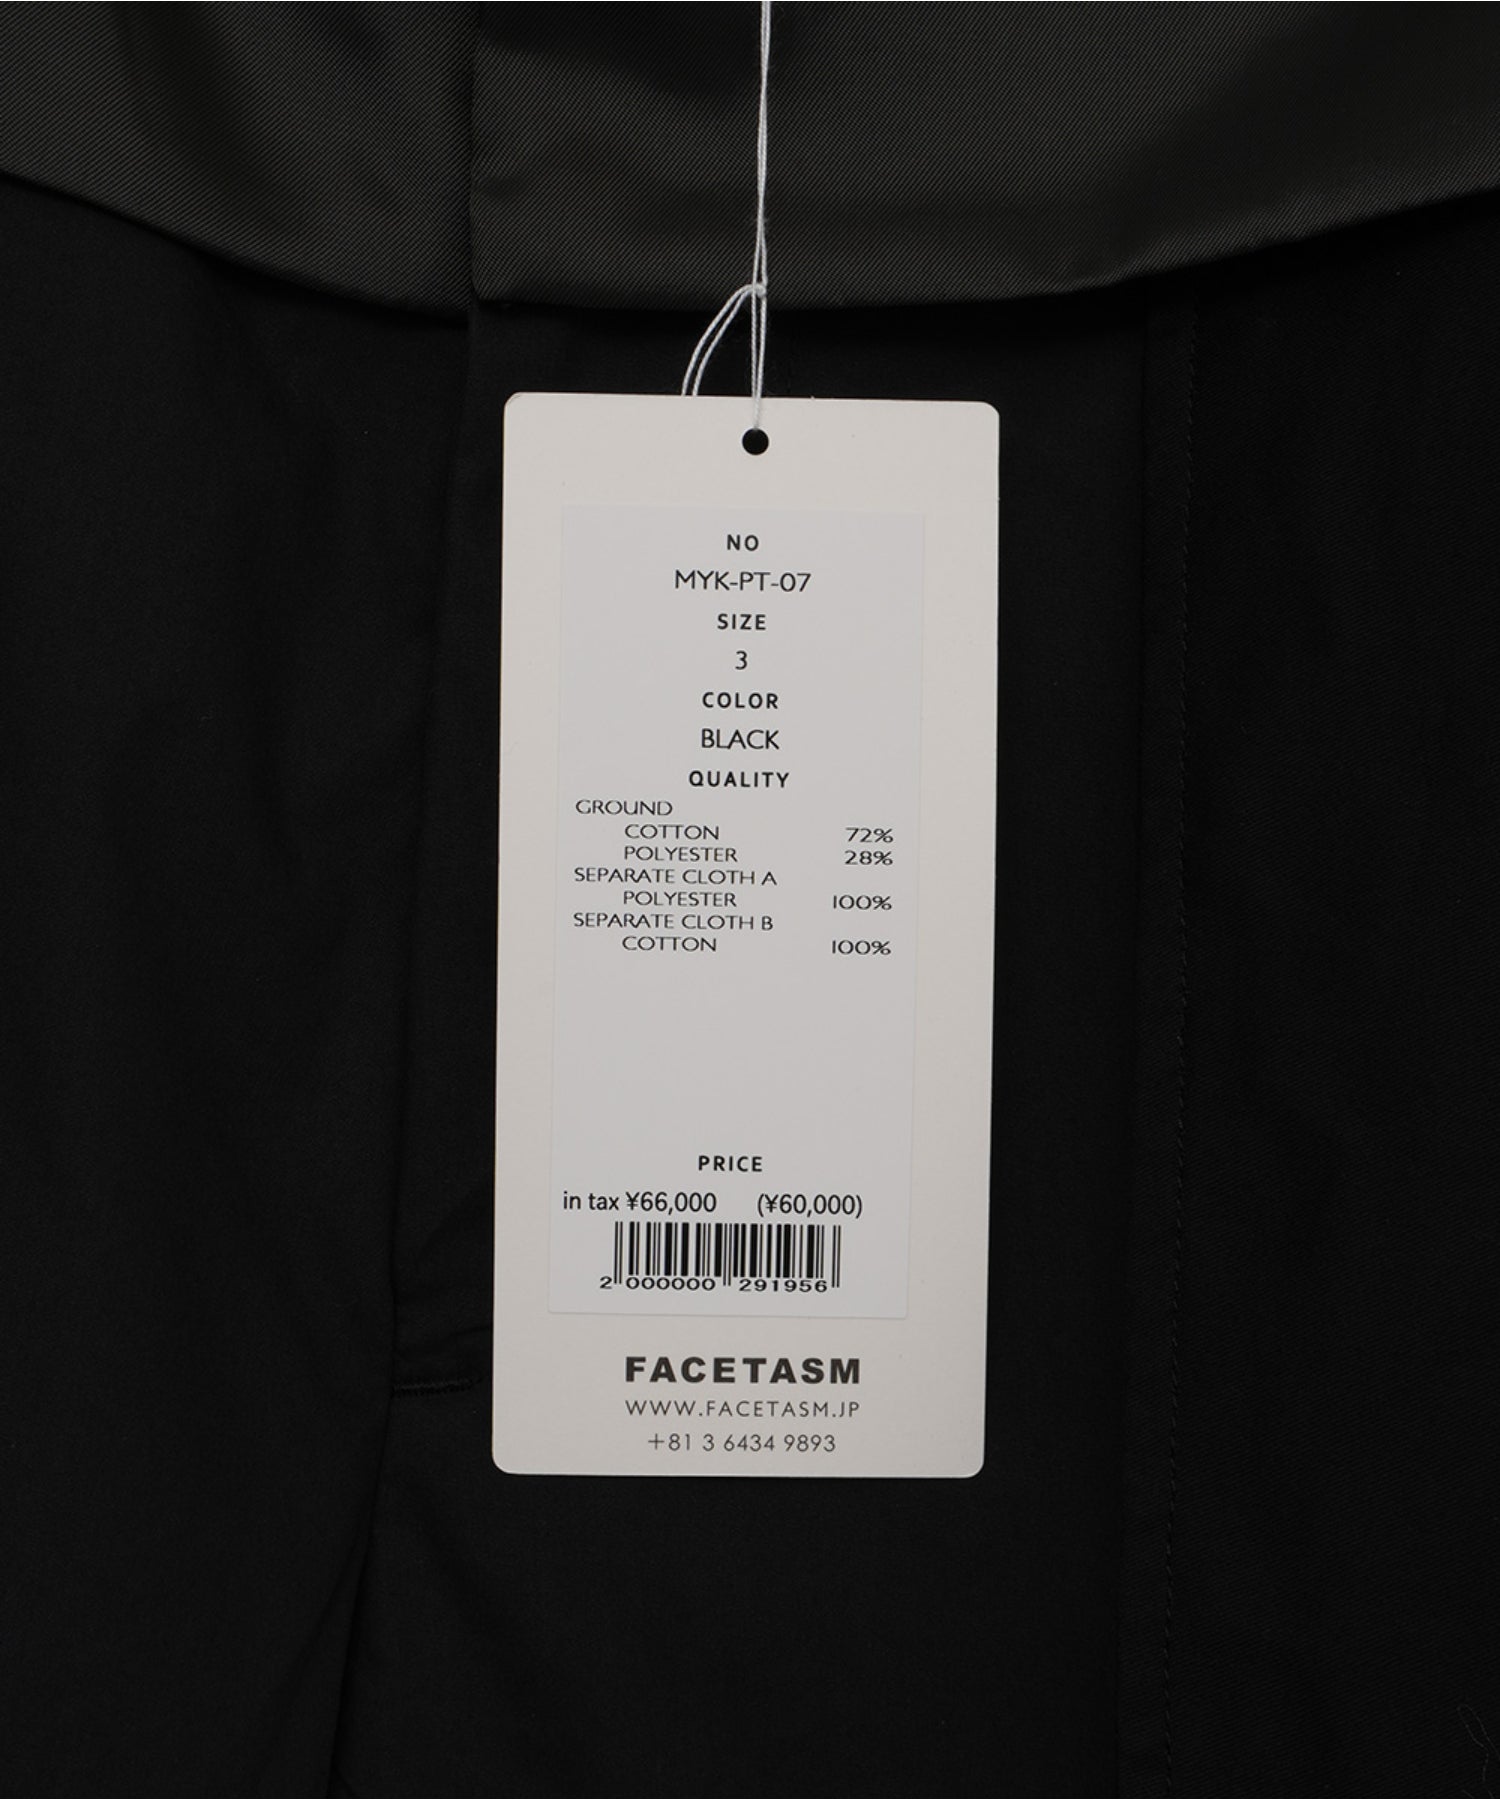 NO
MYK-PT-07
SIZE
3
COLOR
BLACK
QUALITY
GROUND
COTTON 72%
POLYESTER 28%
SEPARATE CLOTH A
POLYESTER 100%
SEPARATE CLOTH B
COTTON 100%
PRICE
in tax ¥66,000 (¥60,000)
2 000000 291956
FACETASM
WWW.FACETASM.JP
+81 3 6434 9893